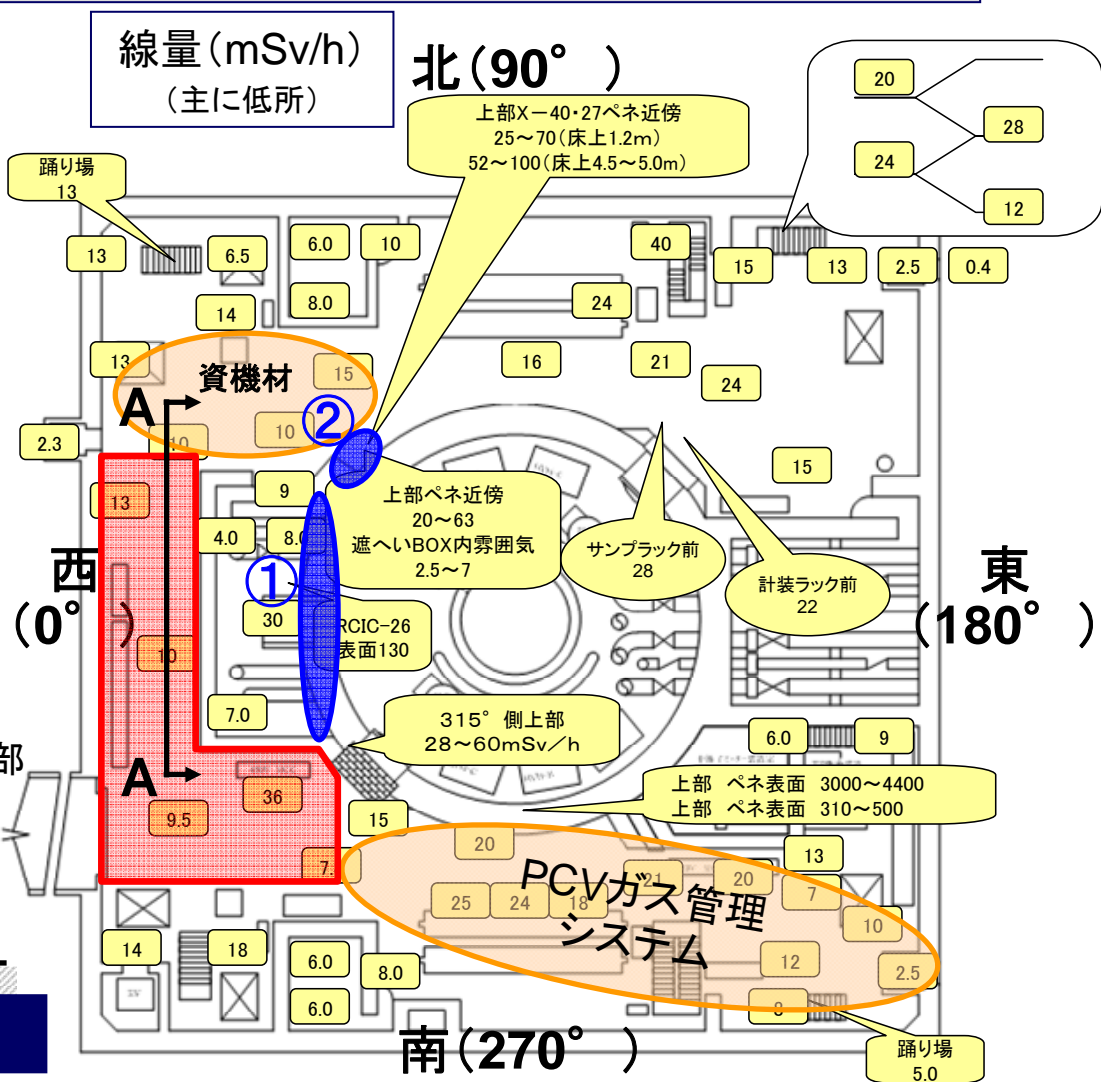 線量(mSv/h)
(主に低所)
北(90°)
上部X-40・27ペネ近傍
25～70(床上1.2m)
52～100(床上4.5～5.0m)
20
28
24
12
踊り場
13
13
6.5
6.0
10
40
15
13
2.5
0.4
14
8.0
24
13
資機材
15
16
21
24
A
10
10
②
2.3
13
9
上部ペネ近傍
20～63
遮へいBOX内雰囲気
2.5～7
15
4.0
8.0
サンプラック前
28
計装ラック前
22
西
(0°)
①
30
RCIC-26
表面130
東
(180°)
10
7.0
315°側上部
28～60mSv/h
6.0
9
部
A
9.5
36
15
上部 ペネ表面 3000～4400
上部 ペネ表面 310～500
7.
20
13
PCVガス管理
システム
21
20
7
25
24
18
10
14
18
6.0
8.0
12
2.5
6.0
8
南(270°)
踊り場
5.0